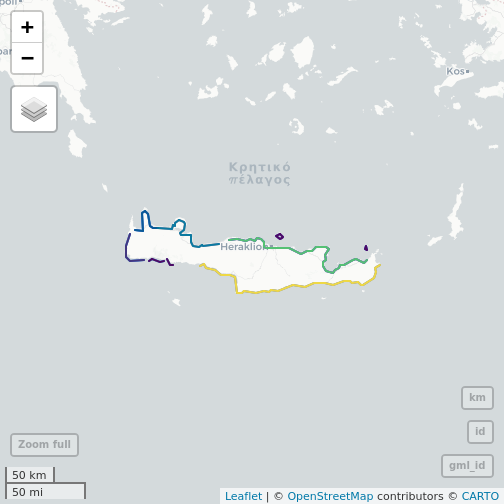 +
−
Kos
Κρητικό
πέλαγος
Heraklion
km
id
gml_id
Zoom full
50 km
50 mi
Leaflet | © OpenStreetMap contributors © CARTO